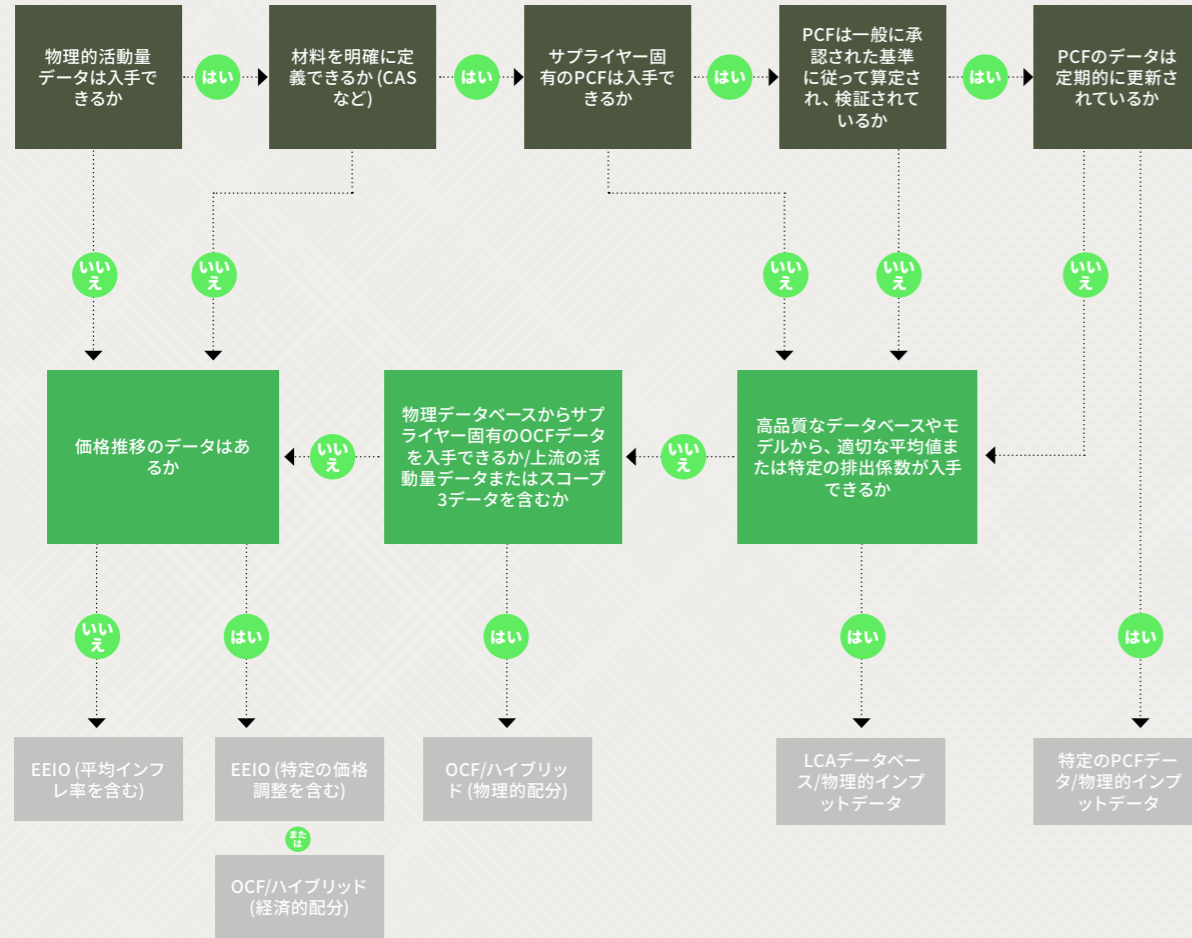 物理的活動量
データは入手で
きるか
はい
材料を明確に定
義できるか (CAS
など)
はい
サプライヤー固
有のPCFは入手で
きるか
はい
PCFは一般に承
認された基準
に従って算定さ
れ、検証されて
いるか
はい
PCFのデータは
定期的に更新さ
れているか
いい
え
いい
え
いい
え
いい
え
いい
え
価格推移のデータはあ
るか
いい
え
物理データベースからサプ
ライヤー固有のOCFデータ
を入手できるか/上流の活
動量データまたはスコープ
3データを含むか
いい
え
高品質なデータベースやモ
デルから、適切な平均値ま
たは特定の排出係数が入手
できるか
いい
え
はい
はい
はい
はい
EEIO (平均インフ
レ率を含む)
EEIO (特定の価格
調整を含む)
OCF/ハイブリッ
ド (物理的配分)
LCAデータベー
ス/物理的インプ
ットデータ
特定のPCFデー
タ/物理的インプ
ットデータ
また
は
OCF/ハイブリッド
(経済的配分)